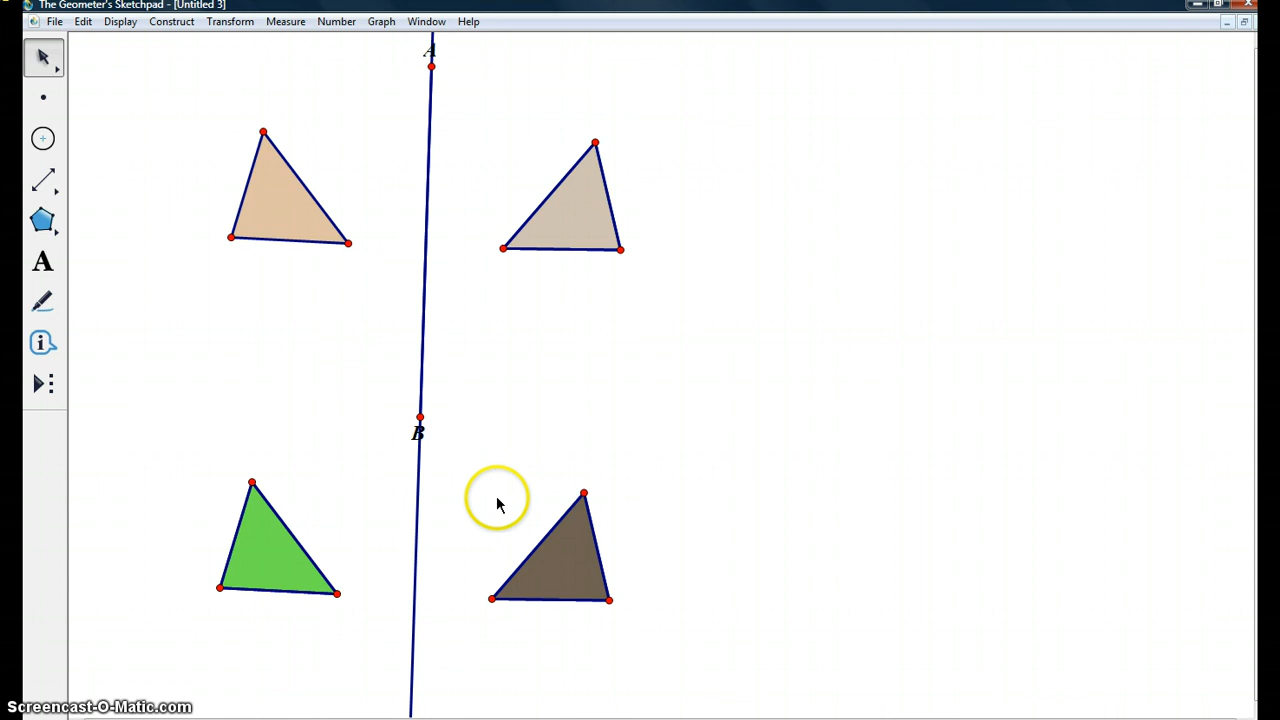 The Geometer's Sketchpad - [Untitled 3]
File Edit Display Construct Transform Measure Number Graph Window Help
A
A
B
Screencast-O-Matic.com